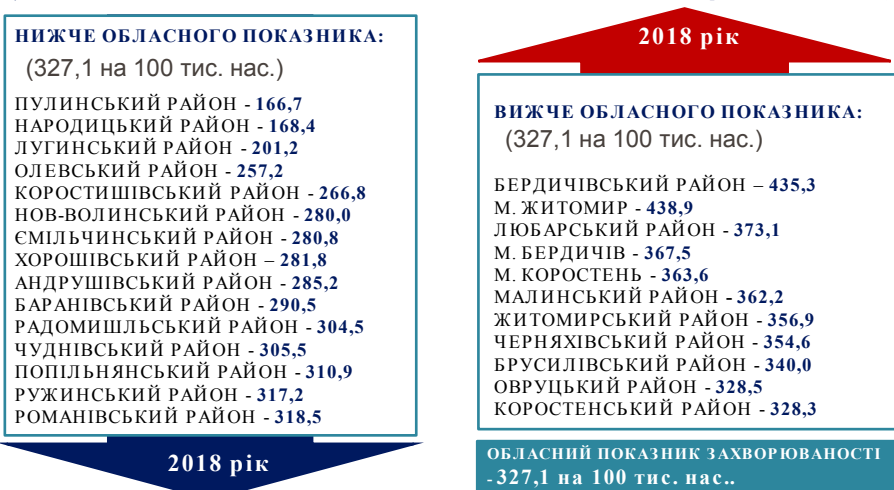 НИЖЧЕ ОБЛАСНОГО ПОКАЗНИКА:
(327,1 на 100 тис. нас.)
ПУЛИНСЬКИЙ РАЙОН - 166,7
НАРОДИЦЬКИЙ РАЙОН - 168,4
ЛУГИНСЬКИЙ РАЙОН - 201,2
ОЛЕВСЬКИЙ РАЙОН - 257,2
КОРОСТИШІВСЬКИЙ РАЙОН - 266,8
НОВ-ВОЛИНСЬКИЙ РАЙОН - 280,0
ЄМІЛЬЧИНСЬКИЙ РАЙОН - 280,8
ХОРОШІВСЬКИЙ РАЙОН – 281,8
АНДРУШІВСЬКИЙ РАЙОН - 285,2
БАРАНІВСЬКИЙ РАЙОН - 290,5
РАДОМИШЛЬСЬКИЙ РАЙОН - 304,5
ЧУДНІВСЬКИЙ РАЙОН - 305,5
ПОПІЛЬНЯНСЬКИЙ РАЙОН - 310,9
РУЖИНСЬКИЙ РАЙОН - 317,2
РОМАНІВСЬКИЙ РАЙОН - 318,5
2018 рік
2018 рік
ВИЖЧЕ ОБЛАСНОГО ПОКАЗНИКА:
(327,1 на 100 тис. нас.)
БЕРДИЧІВСЬКИЙ РАЙОН – 435,3
М. ЖИТОМИР - 438,9
ЛЮБАРСЬКИЙ РАЙОН - 373,1
М. БЕРДИЧІВ - 367,5
М. КОРОСТЕНЬ - 363,6
МАЛИНСЬКИЙ РАЙОН - 362,2
ЖИТОМИРСЬКИЙ РАЙОН - 356,9
ЧЕРНЯХІВСЬКИЙ РАЙОН - 354,6
БРУСИЛІВСЬКИЙ РАЙОН - 340,0
ОВРУЦЬКИЙ РАЙОН - 328,5
КОРОСТЕНСЬКИЙ РАЙОН - 328,3
ОБЛАСНИЙ ПОКАЗНИК ЗАХВОРЮВАНОСТІ
- 327,1 на 100 тис. нас..